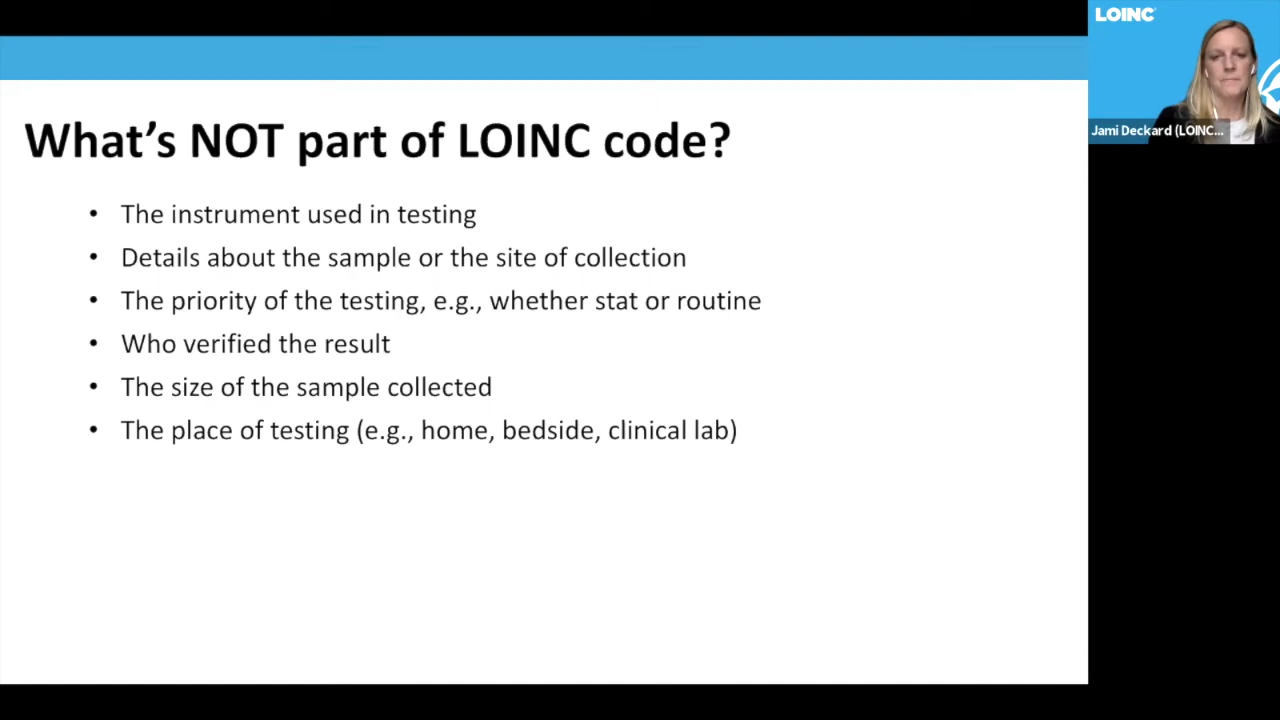 What's NOT part of LOINC code?
• The instrument used in testing
• Details about the sample or the site of collection
• The priority of the testing, e.g., whether stat or routine
• Who verified the result
• The size of the sample collected
• The place of testing (e.g., home, bedside, clinical lab)
LOINC
Jami Deckard (LOINC...